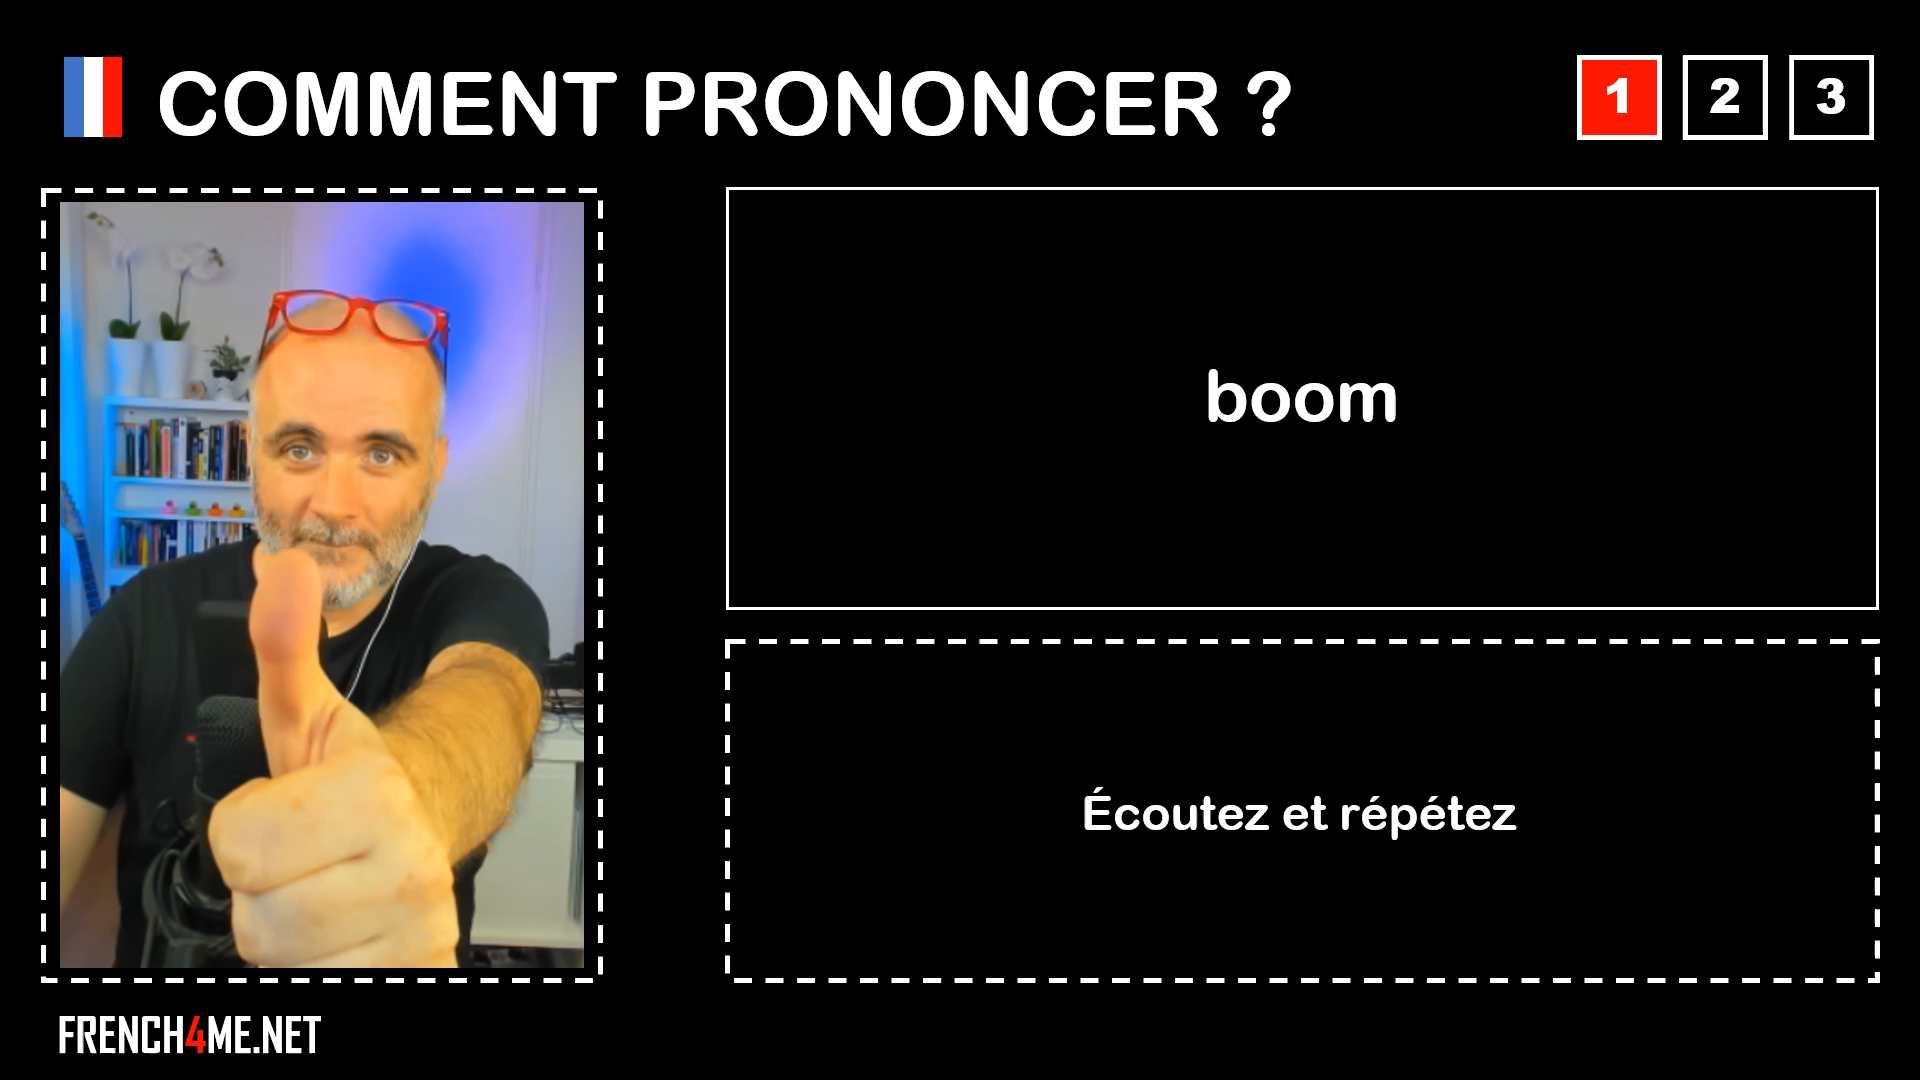 COMMENT PRONONCER ?
1 2 3
boom
Écoutez et répétez
FRENCH4ME.NET